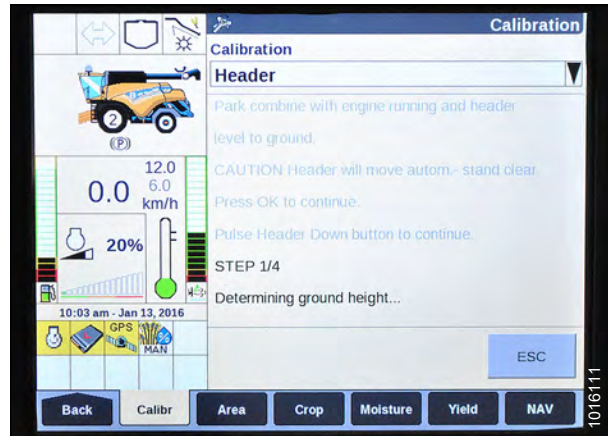 Calibration
Calibration
Header
Park combine with engine running and header
level to ground.
CAUTION Header will move autom.- stand clear.
Press OK to continue.
Pulse Header Down button to continue.
STEP 1/4
Determining ground height...
ESC
2
(P)
12.0
0.0
6.0
km/h
20%
10:03 am - Jan 13, 2016
GPS
MAN
Back
Calibr
Area
Crop
Moisture
Yield
NAV
1016111